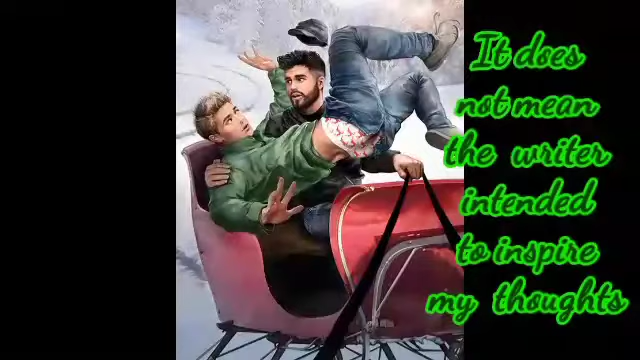 It does
not mean
the writer
intended
to inspire
my thoughts